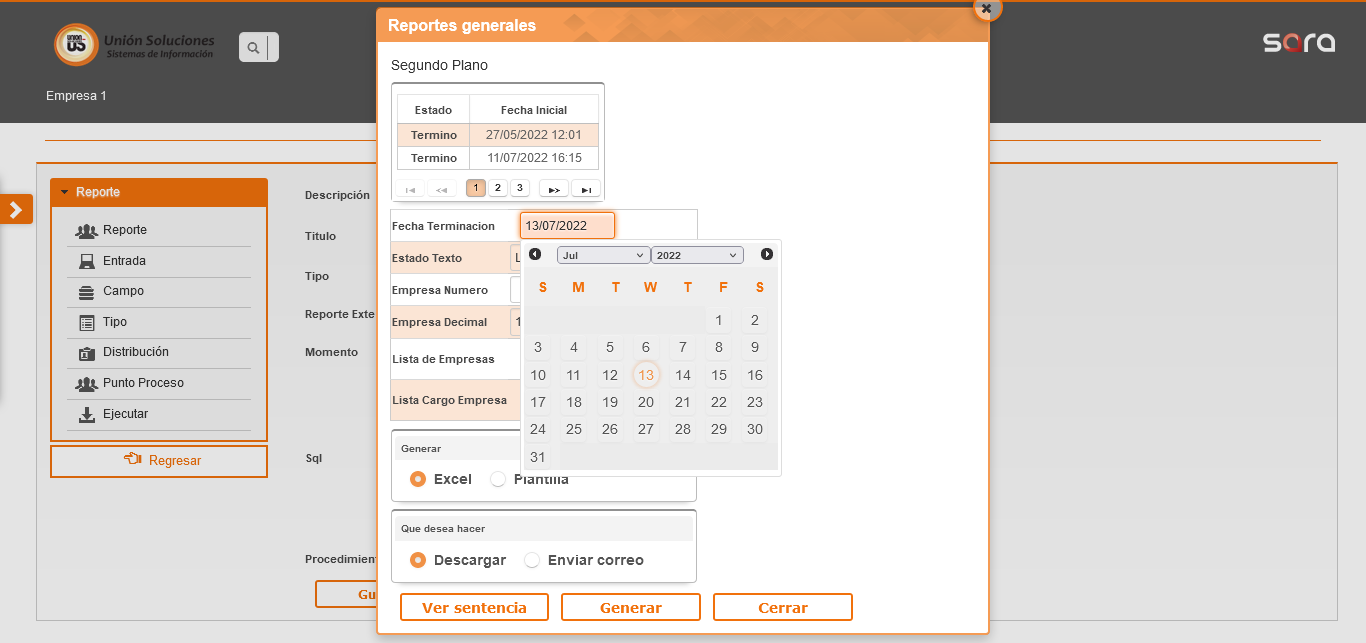 Reportes generales
UNIÓN
US
Unión Soluciones
Sistemas de Información
sara
Empresa 1
Segundo Plano
Estado Fecha Inicial
Termino 27/05/2022 12:01
Termino 11/07/2022 16:15
1 2 3
Reporte
Reporte
Entrada
Campo
Tipo
Distribución
Punto Proceso
Ejecutar
Regresar
Descripción
Titulo
Tipo
Reporte Exte
Momento
Sql
Procedimien
Gu
Fecha Terminacion 13/07/2022
Estado Texto L
Empresa Numero
Empresa Decimal 1
Lista de Empresas
Lista Cargo Empresa
Jul 2022
S M T W T F S
1 2
3 4 5 6 7 8 9
10 11 12 13 14 15 16
17 18 19 20 21 22 23
24 25 26 27 28 29 30
31
Generar
Excel Plantilla
Que desea hacer
Descargar Enviar correo
Ver sentencia Generar Cerrar